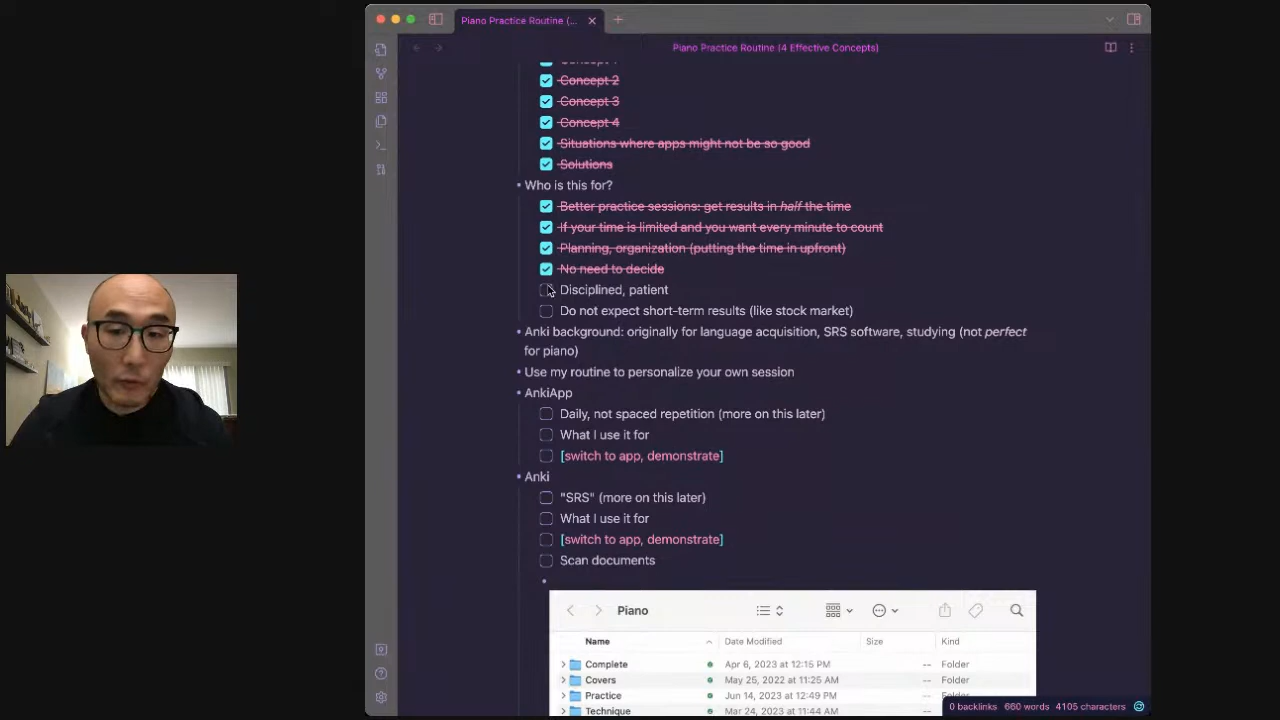 Piano Practice Routine (...
Piano Practice Routine (4 Effective Concepts)
Concept 2
Concept 3
Concept 4
Situations where apps might not be so good
Solutions
Who is this for?
Better practice sessions: get results in half the time
If your time is limited and you want every minute to count
Planning, organization (putting the time in upfront)
No need to decide
Disciplined, patient
Do not expect short-term results (like stock market)
Anki background: originally for language acquisition, SRS software, studying (not perfect
for piano)
Use my routine to personalize your own session
AnkiApp
Daily, not spaced repetition (more on this later)
What I use it for
[switch to app, demonstrate]
Anki
"SRS" (more on this later)
What I use it for
[switch to app, demonstrate]
Scan documents
Piano
Name Date Modified Size Kind
Complete Apr 6, 2023 at 12:15 PM -- Folder
Covers May 25, 2022 at 11:25 AM -- Folder
Practice Jun 14, 2023 at 12:49 PM -- Folder
Technique Mar 24, 2023 at 11:44 AM
0 backlinks 660 words 4105 characters